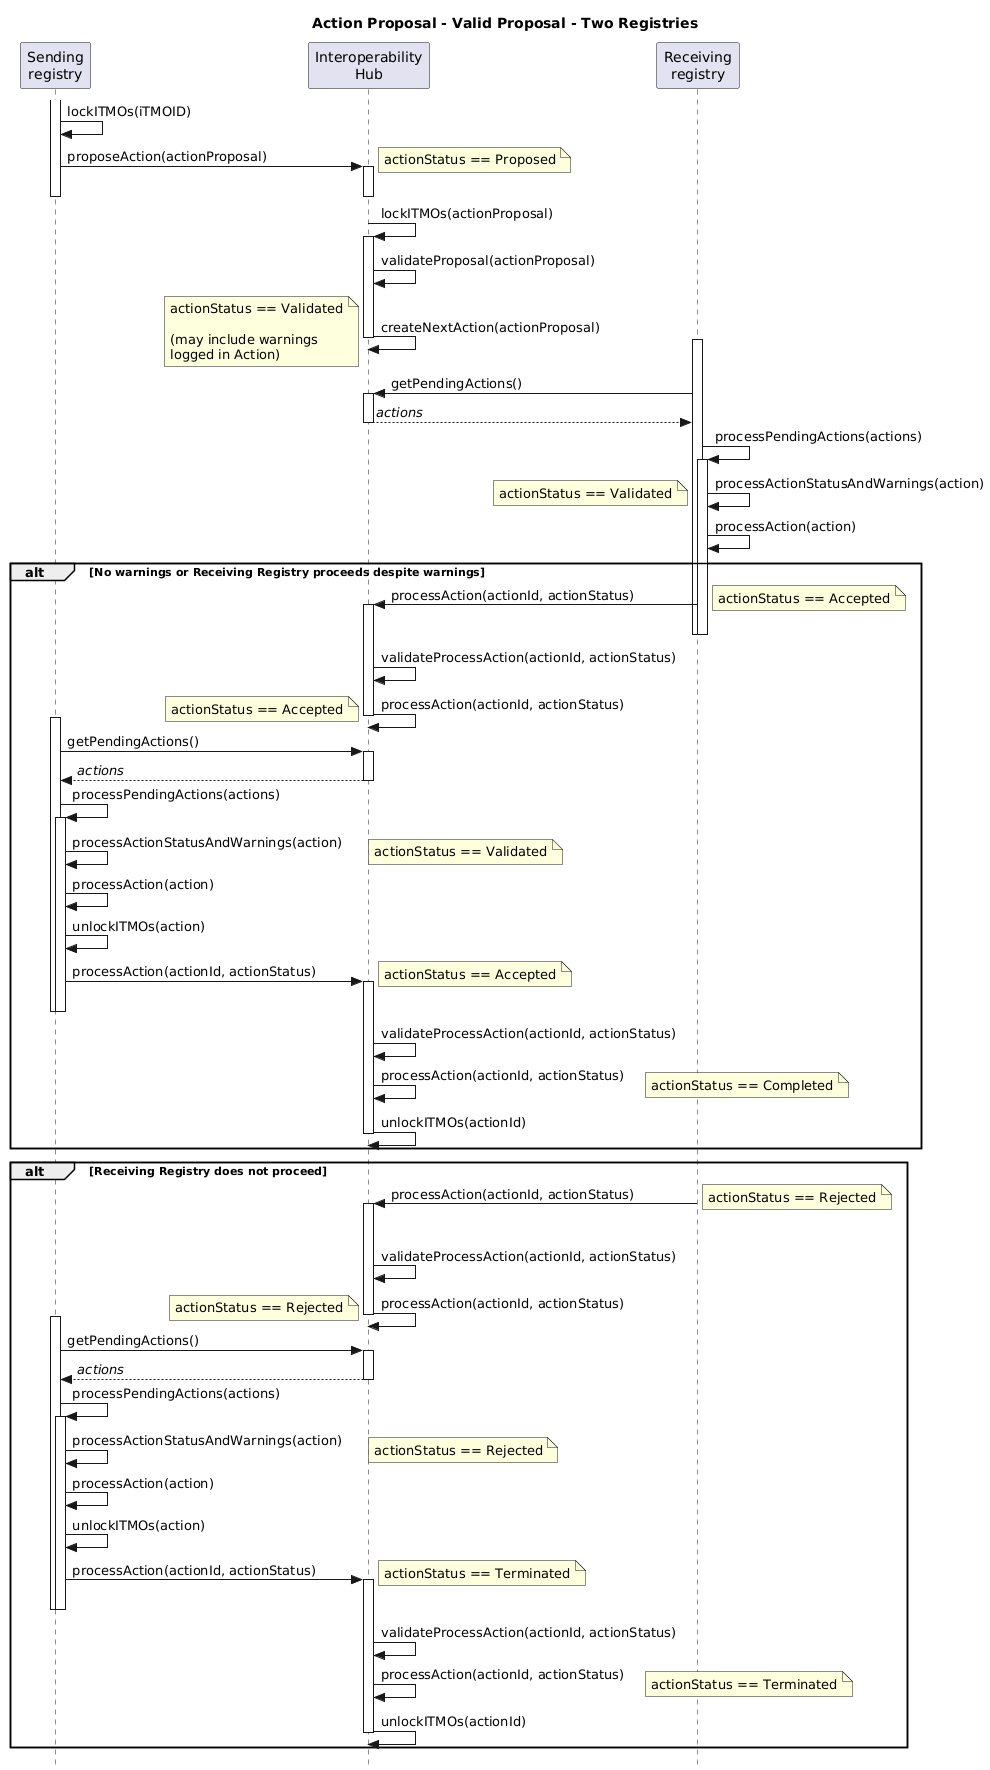 Action Proposal - Valid Proposal - Two Registries
Sending
registry
Interoperability
Hub
Receiving
registry
lockITMOs(iTMOID)
proposeAction(actionProposal)
actionStatus == Proposed
lockITMOs(actionProposal)
validateProposal(actionProposal)
actionStatus == Validated
(may include warnings
logged in Action)
createNextAction(actionProposal)
getPendingActions()
actions
processPendingActions(actions)
actionStatus == Validated
processActionStatusAndWarnings(action)
processAction(action)
alt
[No warnings or Receiving Registry proceeds despite warnings]
processAction(actionId, actionStatus)
actionStatus == Accepted
validateProcessAction(actionId, actionStatus)
actionStatus == Accepted
processAction(actionId, actionStatus)
getPendingActions()
actions
processPendingActions(actions)
processActionStatusAndWarnings(action)
actionStatus == Validated
processAction(action)
unlockITMOs(action)
processAction(actionId, actionStatus)
actionStatus == Accepted
validateProcessAction(actionId, actionStatus)
processAction(actionId, actionStatus)
actionStatus == Completed
unlockITMOs(actionId)
alt
[Receiving Registry does not proceed]
processAction(actionId, actionStatus)
actionStatus == Rejected
validateProcessAction(actionId, actionStatus)
actionStatus == Rejected
processAction(actionId, actionStatus)
getPendingActions()
actions
processPendingActions(actions)
processActionStatusAndWarnings(action)
actionStatus == Rejected
processAction(action)
unlockITMOs(action)
processAction(actionId, actionStatus)
actionStatus == Terminated
validateProcessAction(actionId, actionStatus)
processAction(actionId, actionStatus)
actionStatus == Terminated
unlockITMOs(actionId)